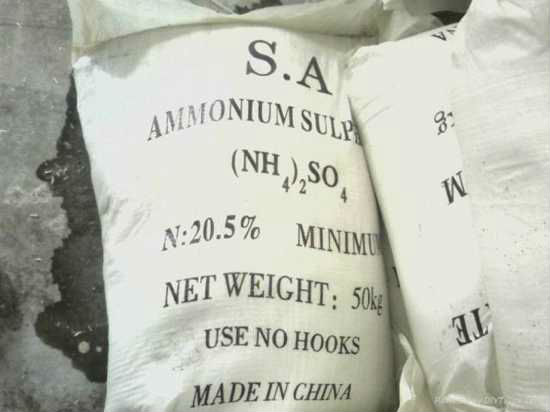 S.A
AMMONIUM SULP
(NH₄)₂SO₄
N:20.5% MINIMU
NET WEIGHT: 50kg
USE NO HOOKS
MADE IN CHINA